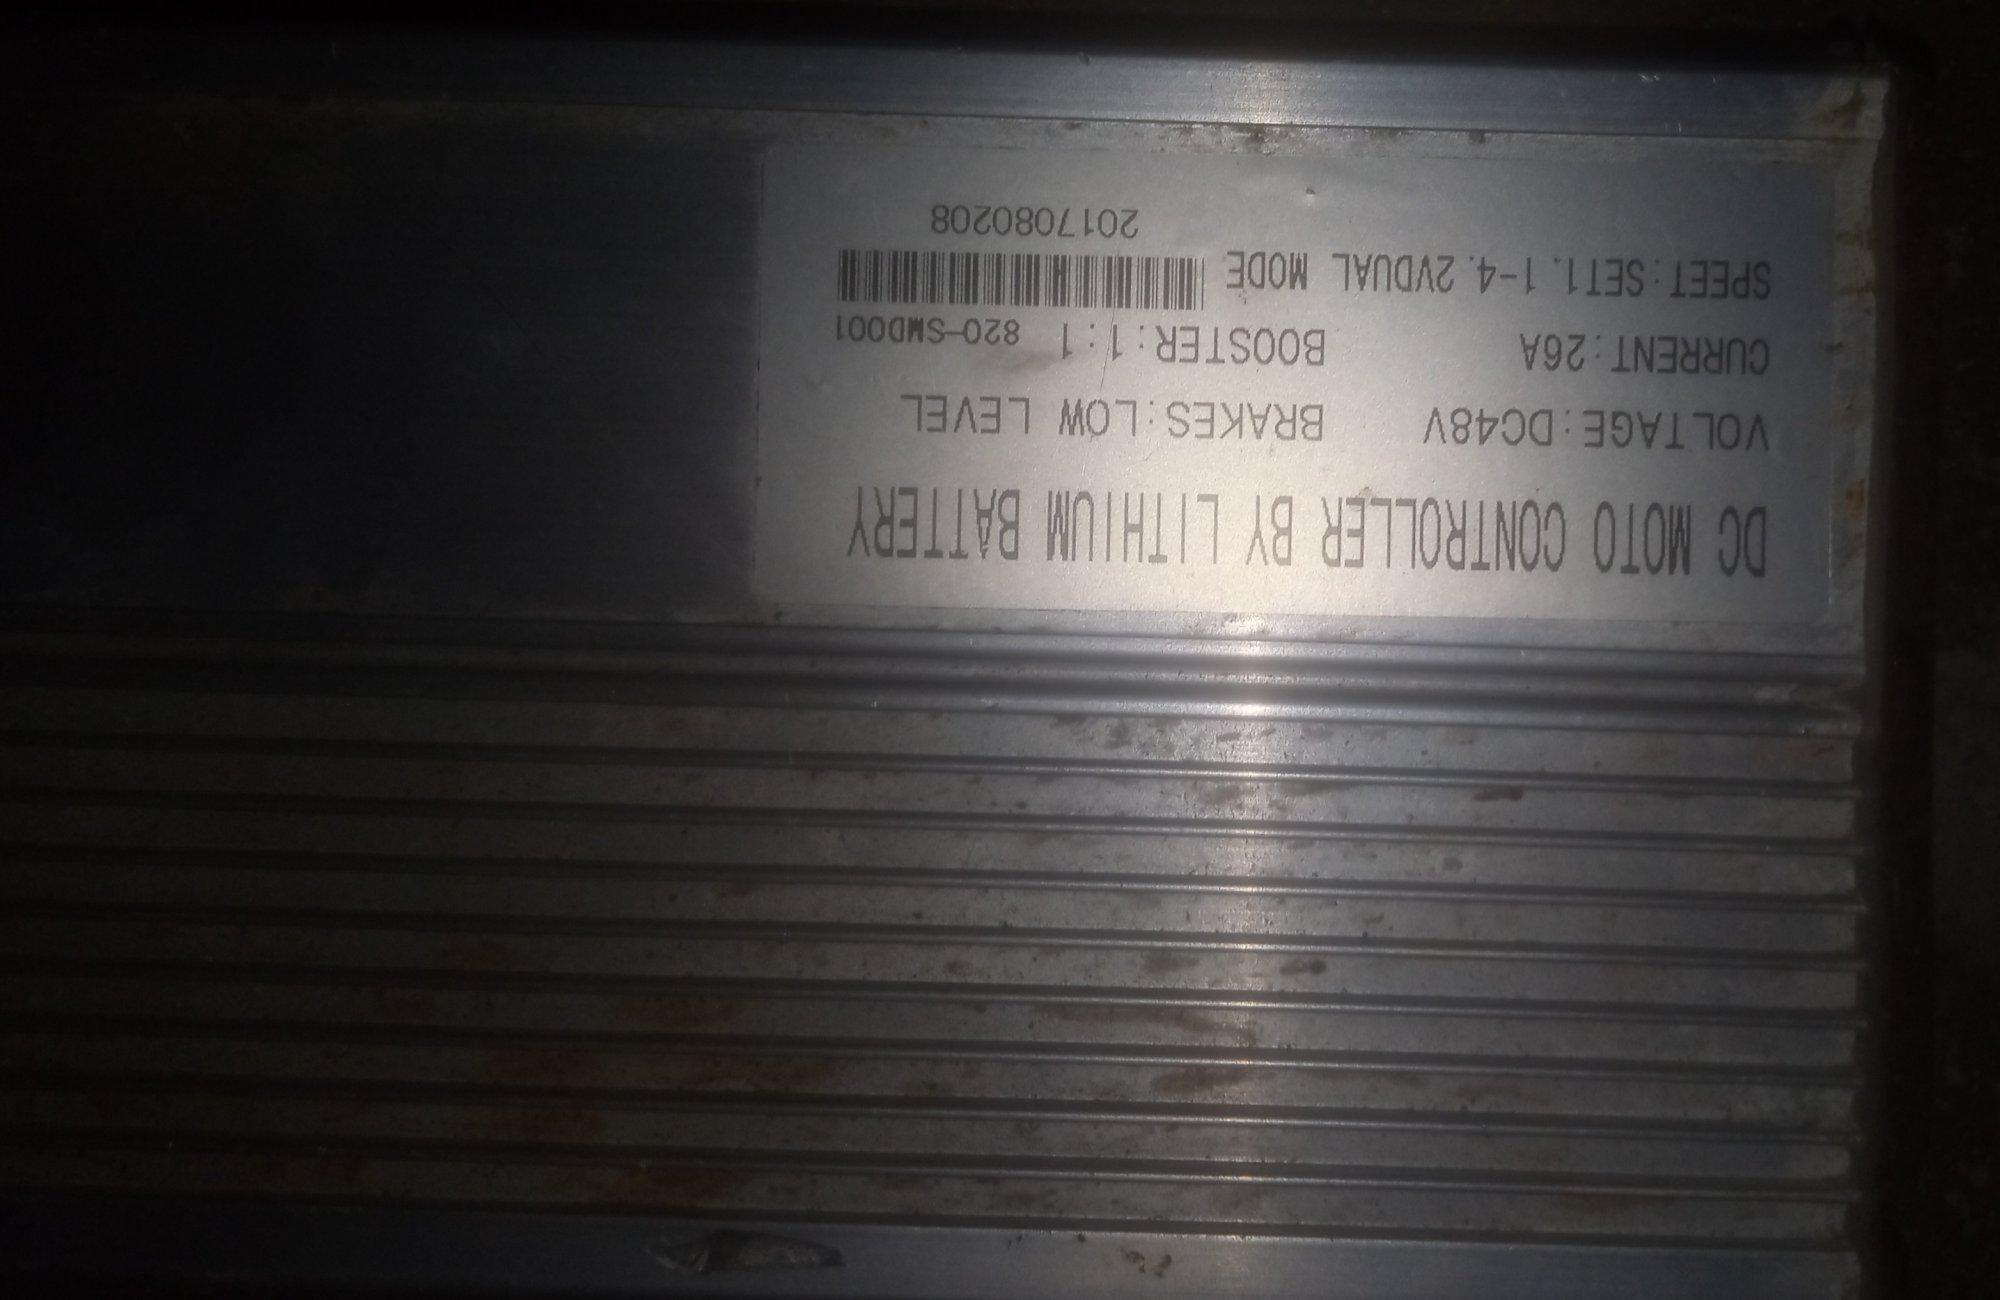 DC MOTO CONTROLLER BY LITHIUM BATTERY
VOLTAGE:DC48V BRAKES:LOW LEVEL
CURRENT:26A BOOSTER:1:1 820-SMD001
SPEET:SET1.1-4.2VDUAL MODE
2017080208